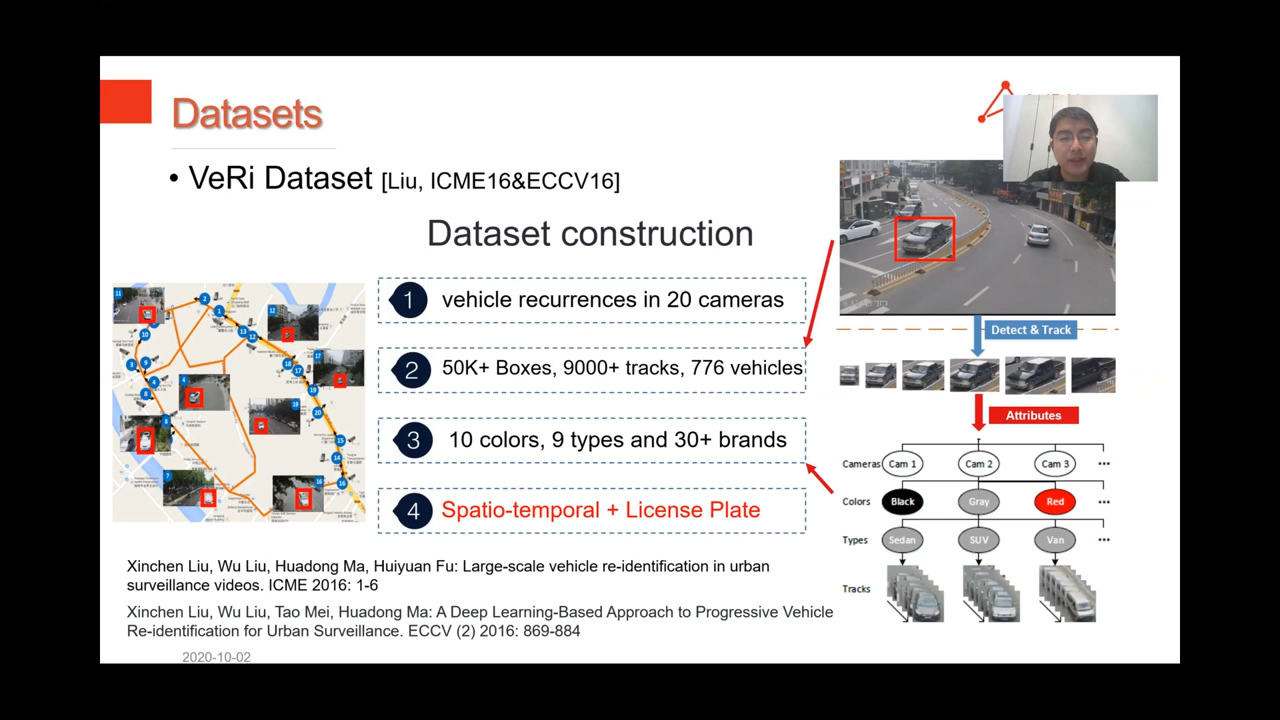 Datasets
• VeRi Dataset [Liu, ICME16&ECCV16]
Dataset construction
1 vehicle recurrences in 20 cameras
2 50K+ Boxes, 9000+ tracks, 776 vehicles
3 10 colors, 9 types and 30+ brands
4 Spatio-temporal + License Plate
Detect & Track
Attributes
Cameras Cam 1 Cam 2 Cam 3 ...
Colors Black Gray Red ...
Types Sedan SUV Van ...
Tracks
Xinchen Liu, Wu Liu, Huadong Ma, Huiyuan Fu: Large-scale vehicle re-identification in urban
surveillance videos. ICME 2016: 1-6
Xinchen Liu, Wu Liu, Tao Mei, Huadong Ma: A Deep Learning-Based Approach to Progressive Vehicle
Re-identification for Urban Surveillance. ECCV (2) 2016: 869-884
2020-10-02